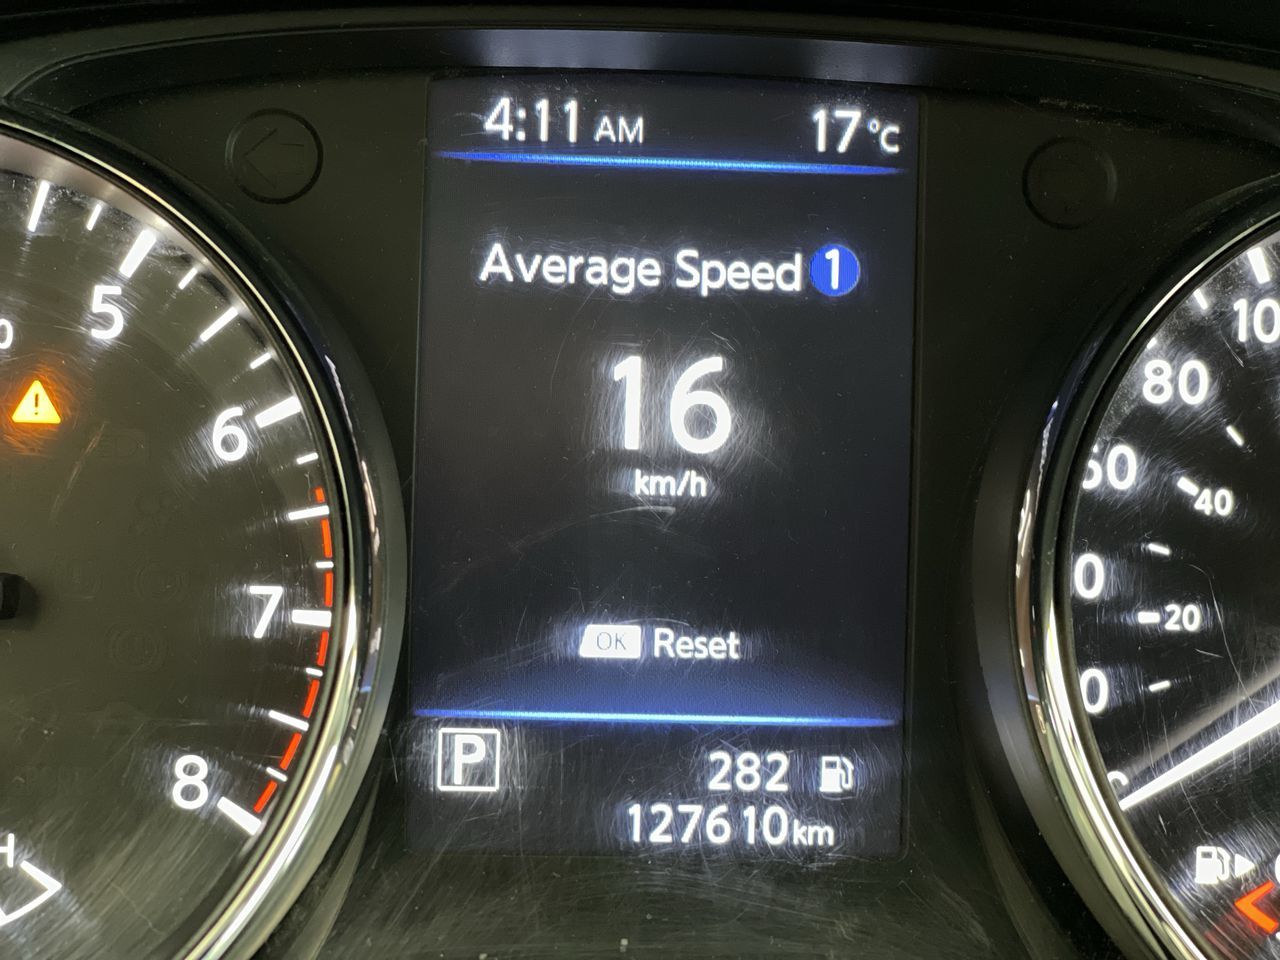 4:11 AM 17°C
Average Speed 1
16
km/h
OK Reset
P 282
127610km
5
6
7
8
H
80
40
20